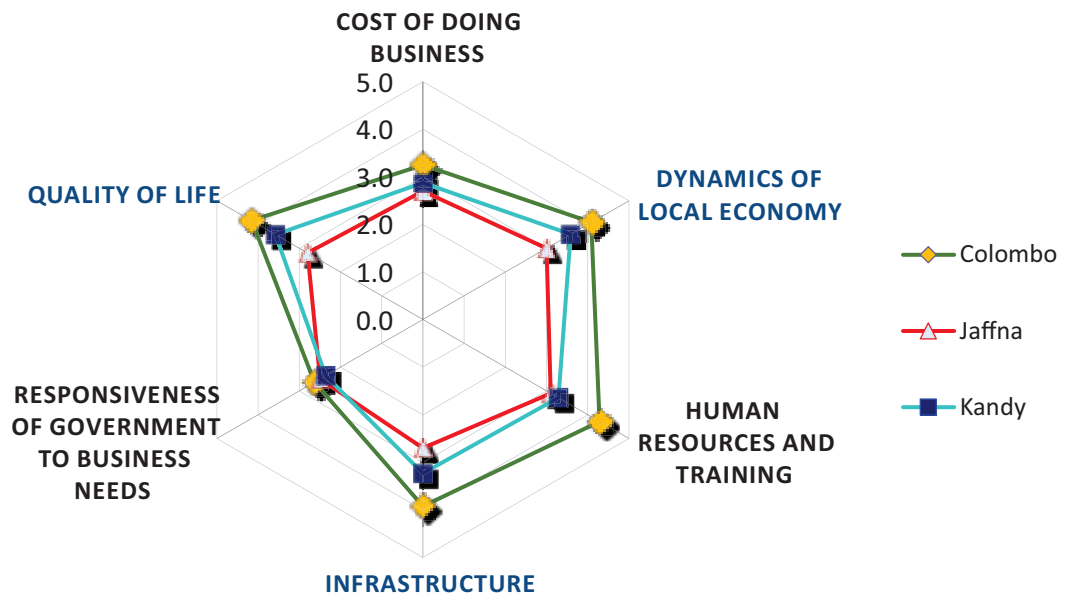 COST OF DOING
BUSINESS
5.0
4.0
3.0
2.0
1.0
0.0
DYNAMICS OF
LOCAL ECONOMY
HUMAN
RESOURCES AND
TRAINING
INFRASTRUCTURE
RESPONSIVENESS
OF GOVERNMENT
TO BUSINESS
NEEDS
QUALITY OF LIFE
Colombo
Jaffna
Kandy